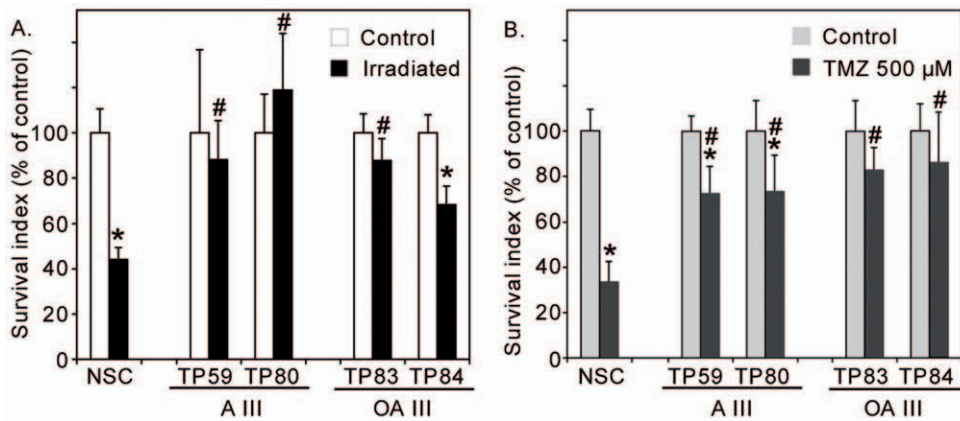 A.
Control
Irradiated
Survival index (% of control)
100
80
60
40
20
0
*
#
#
#
*
NSC
TP59
TP80
TP83
TP84
A III
OA III
B.
Control
TMZ 500 µM
Survival index (% of control)
100
80
60
40
20
0
*
#
*
#
*
#
#
NSC
TP59
TP80
TP83
TP84
A III
OA III